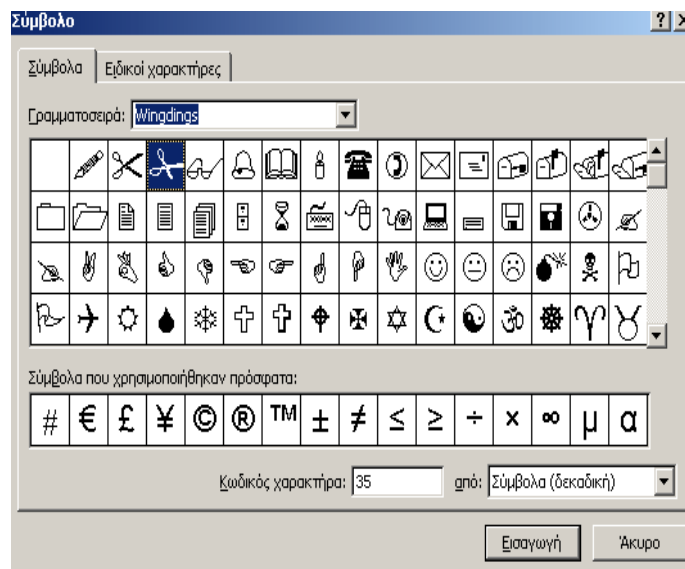 Σύμβολο
Σύμβολα Ειδικοί χαρακτήρες
Γραμματοσειρά: Wingdings
Σύμβολα που χρησιμοποιήθηκαν πρόσφατα:
# € £ ¥ © ® ™ ± ≠ ≤ ≥ ÷ × ∞ µ α
Κωδικός χαρακτήρα: 35 από: Σύμβολα (δεκαδική)
Εισαγωγή Άκυρο